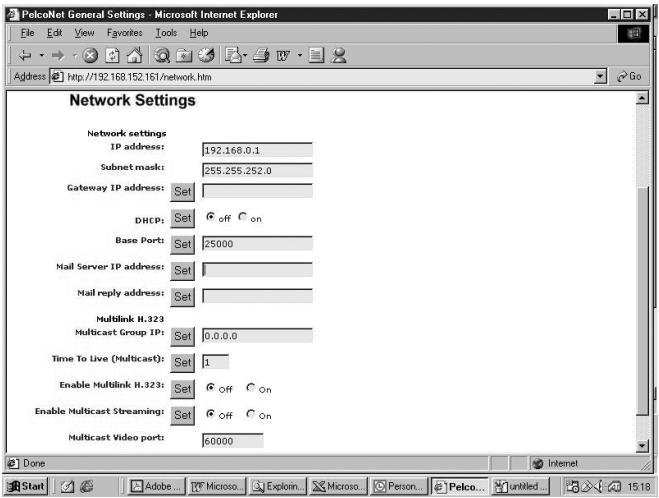 PelcoNet General Settings - Microsoft Internet Explorer
File Edit View Favorites Tools Help
Address http://192.168.152.161/network.htm Go
Network Settings
Network settings
IP address: 192.168.0.1
Subnet mask: 255.255.252.0
Gateway IP address: Set
DHCP: Set off on
Base Port: Set 25000
Mail Server IP address: Set
Mail reply address: Set
Multilink H.323
Multicast Group IP: Set 0.0.0.0
Time To Live (Multicast): Set 1
Enable Multilink H.323: Set Off On
Enable Multicast Streaming: Set Off On
Multicast Video port: 60000
Done Internet
Start Adobe ... Microso... Explorin... Microso... Person... Pelco... untitled ... 15:18